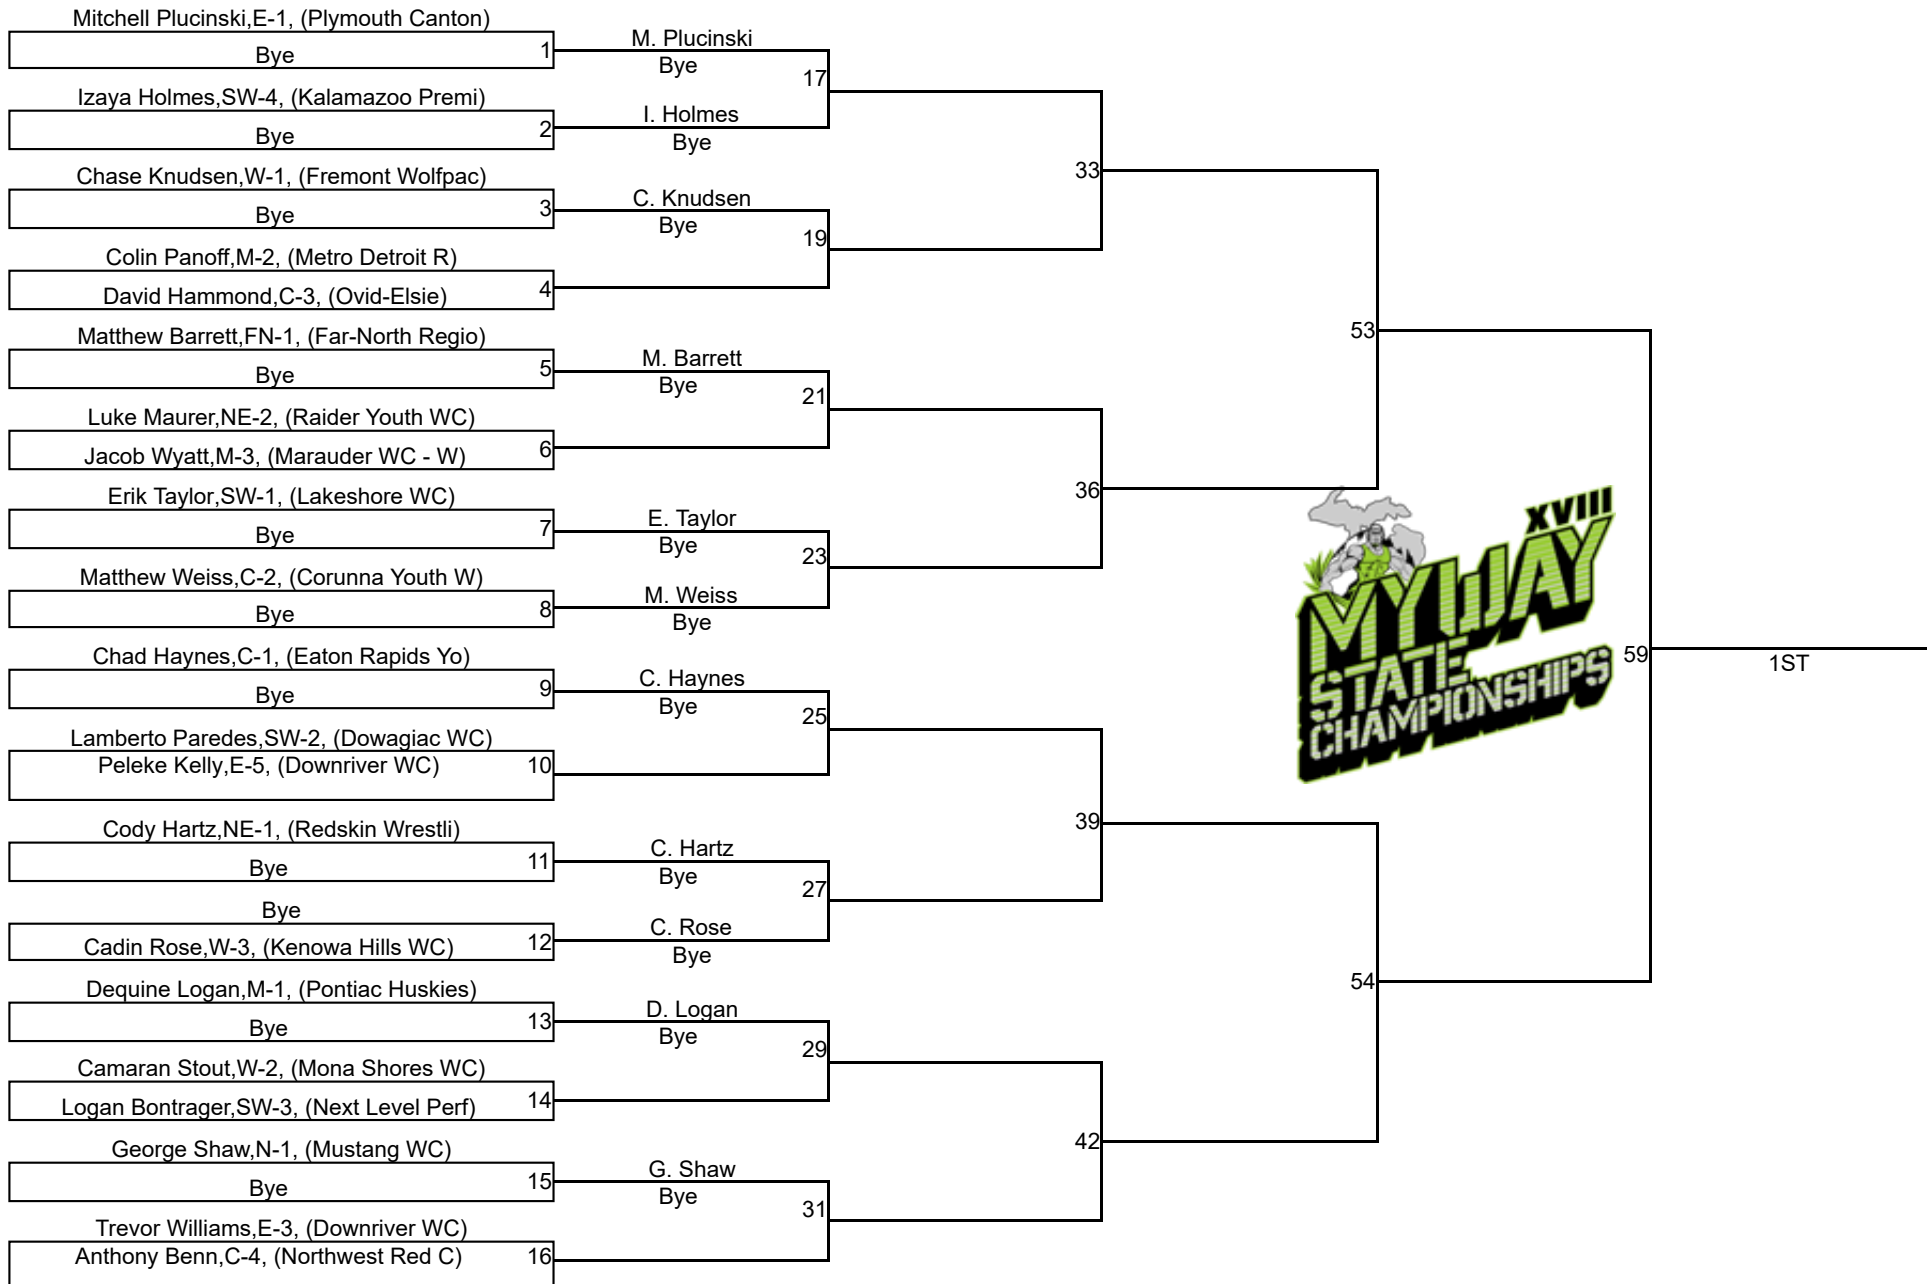 Mitchell Plucinski,E-1, (Plymouth Canton)
Bye
1
Izaya Holmes,SW-4, (Kalamazoo Premi)
Bye
2
Chase Knudsen,W-1, (Fremont Wolfpac)
Bye
3
Colin Panoff,M-2, (Metro Detroit R)
David Hammond,C-3, (Ovid-Elsie)
4
Matthew Barrett,FN-1, (Far-North Regio)
Bye
5
Luke Maurer,NE-2, (Raider Youth WC)
Jacob Wyatt,M-3, (Marauder WC - W)
6
Erik Taylor,SW-1, (Lakeshore WC)
Bye
7
Matthew Weiss,C-2, (Corunna Youth W)
Bye
8
Chad Haynes,C-1, (Eaton Rapids Yo)
Bye
9
Lamberto Paredes,SW-2, (Dowagiac WC)
Peleke Kelly,E-5, (Downriver WC)
10
Cody Hartz,NE-1, (Redskin Wrestli)
Bye
11
Bye
Cadin Rose,W-3, (Kenowa Hills WC)
12
Dequine Logan,M-1, (Pontiac Huskies)
Bye
13
Camaran Stout,W-2, (Mona Shores WC)
Logan Bontrager,SW-3, (Next Level Perf)
14
George Shaw,N-1, (Mustang WC)
Bye
15
Trevor Williams,E-3, (Downriver WC)
Anthony Benn,C-4, (Northwest Red C)
16
M. Plucinski
Bye
17
I. Holmes
Bye
C. Knudsen
Bye
19
M. Barrett
Bye
21
E. Taylor
Bye
23
M. Weiss
Bye
C. Haynes
Bye
25
C. Hartz
Bye
27
C. Rose
Bye
D. Logan
Bye
29
G. Shaw
Bye
31
33
36
39
42
53
54
XVIII
MYWAY
STATE
CHAMPIONSHIPS
59
1ST